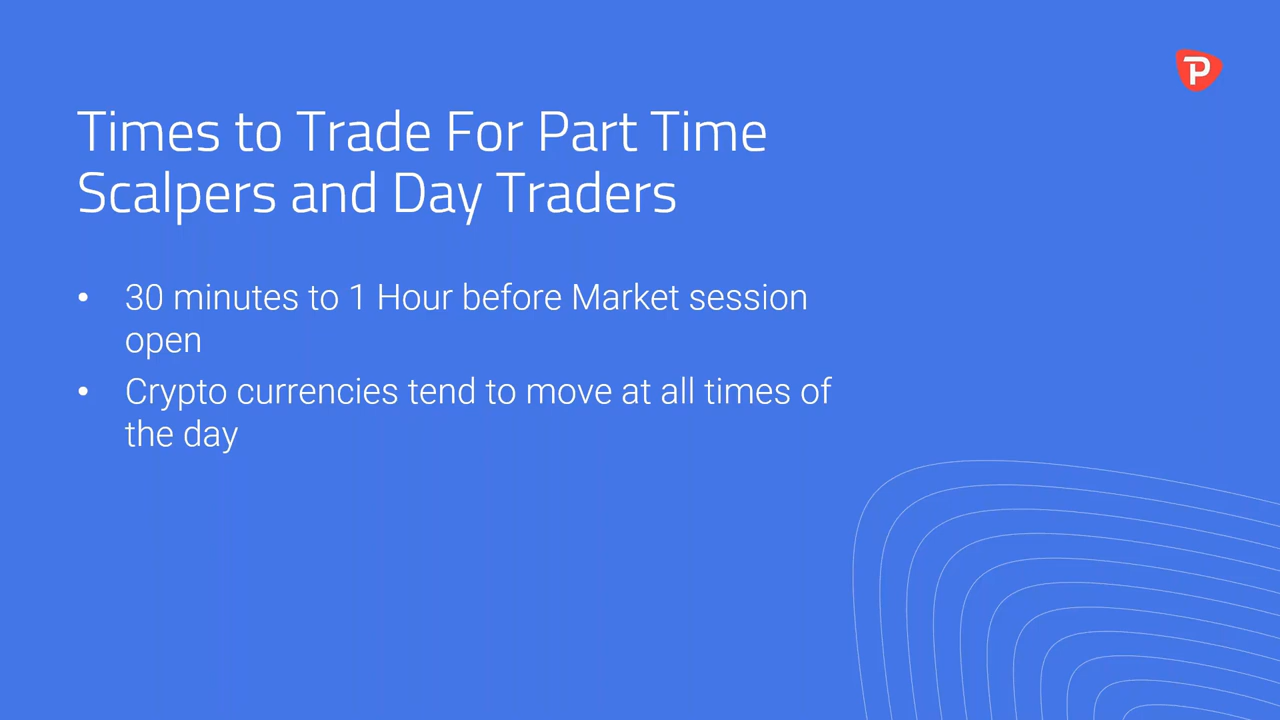 P
Times to Trade For Part Time
Scalpers and Day Traders
• 30 minutes to 1 Hour before Market session
open
• Crypto currencies tend to move at all times of
the day